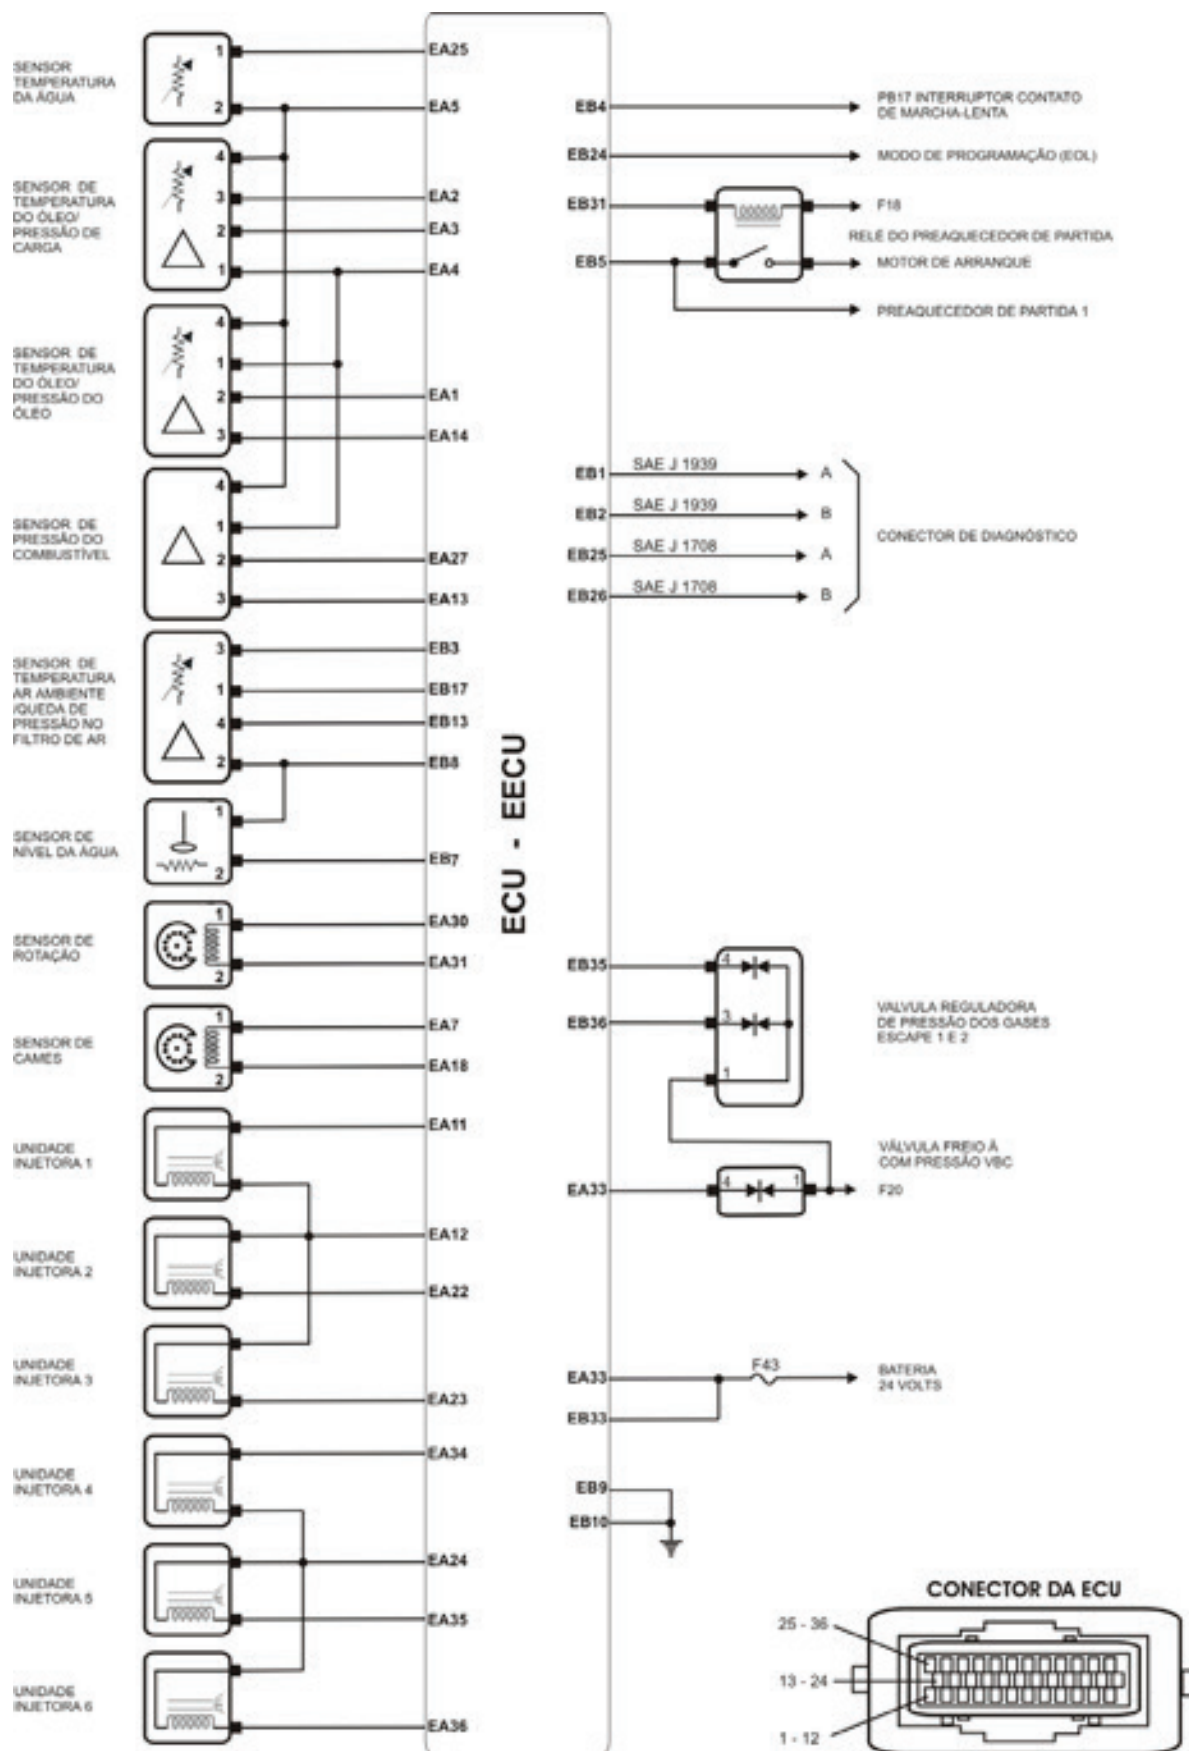 SENSOR
TEMPERATURA
DA ÁGUA
1
2
EA25
EA5
SENSOR DE
TEMPERATURA
DO ÓLEO/
PRESSÃO DE
CARGA
4
3
2
1
EA2
EA3
EA4
SENSOR DE
TEMPERATURA
DO ÓLEO/
PRESSÃO DO
ÓLEO
4
1
2
3
EA1
EA14
SENSOR DE
PRESSÃO DO
COMBUSTÍVEL
4
1
2
3
EA27
EA13
SENSOR DE
TEMPERATURA
AR AMBIENTE
/QUEDA DE
PRESSÃO NO
FILTRO DE AR
3
1
4
2
EB3
EB17
EB13
EB8
SENSOR DE
NÍVEL DA ÁGUA
1
2
EB7
SENSOR DE
ROTAÇÃO
1
2
EA30
EA31
SENSOR DE
CAMES
1
2
EA7
EA18
UNIDADE
INJETORA 1
EA11
UNIDADE
INJETORA 2
EA12
EA22
UNIDADE
INJETORA 3
EA23
UNIDADE
INJETORA 4
EA34
UNIDADE
INJETORA 5
EA24
EA35
UNIDADE
INJETORA 6
EA36
ECU - EECU
EB4
PB17 INTERRUPTOR CONTATO
DE MARCHA-LENTA
EB24
MODO DE PROGRAMAÇÃO (EOL)
EB31
F18
RELÉ DO PREAQUECEDOR DE PARTIDA
EB5
MOTOR DE ARRANQUE
PREAQUECEDOR DE PARTIDA 1
EB1 SAE J 1939 A
EB2 SAE J 1939 B
EB25 SAE J 1708 A
EB26 SAE J 1708 B
CONECTOR DE DIAGNÓSTICO
EB35
4
EB36
3
1
VALVULA REGULADORA
DE PRESSÃO DOS GASES
ESCAPE 1 E 2
VÁLVULA FREIO À
COM PRESSÃO VBC
EA33
4
1
F20
EA33
F43
BATERIA
24 VOLTS
EB33
EB9
EB10
CONECTOR DA ECU
25 - 36
13 - 24
1 - 12